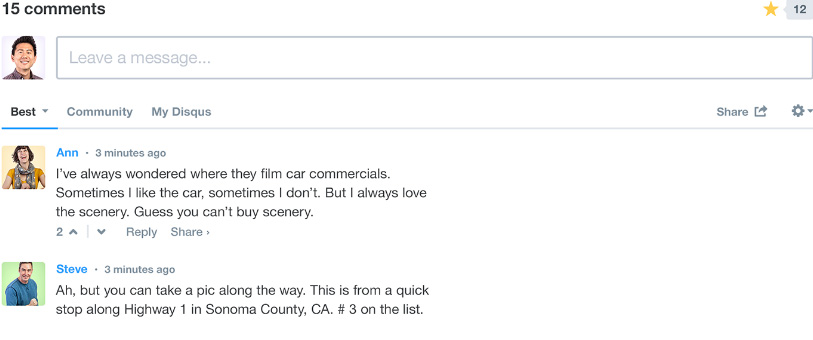 15 comments
12
Leave a message...
Best Community My Disqus Share
Ann • 3 minutes ago
I've always wondered where they film car commercials.
Sometimes I like the car, sometimes I don't. But I always love
the scenery. Guess you can't buy scenery.
2 Reply Share ›
Steve • 3 minutes ago
Ah, but you can take a pic along the way. This is from a quick
stop along Highway 1 in Sonoma County, CA. # 3 on the list.